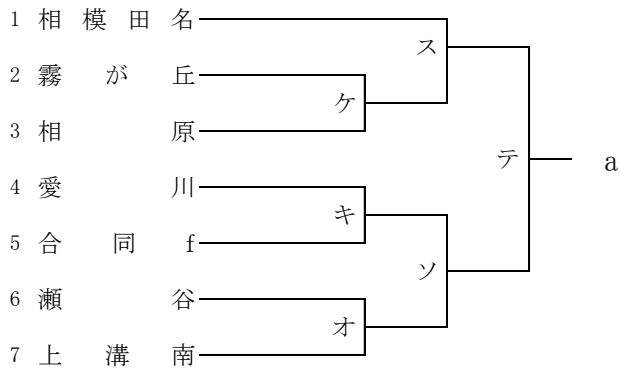 1 相模田名
ス
2 霧が丘
ケ
3 相原
テ a
4 愛川
キ
5 合同f
ソ
6 瀬谷
オ
7 上溝南